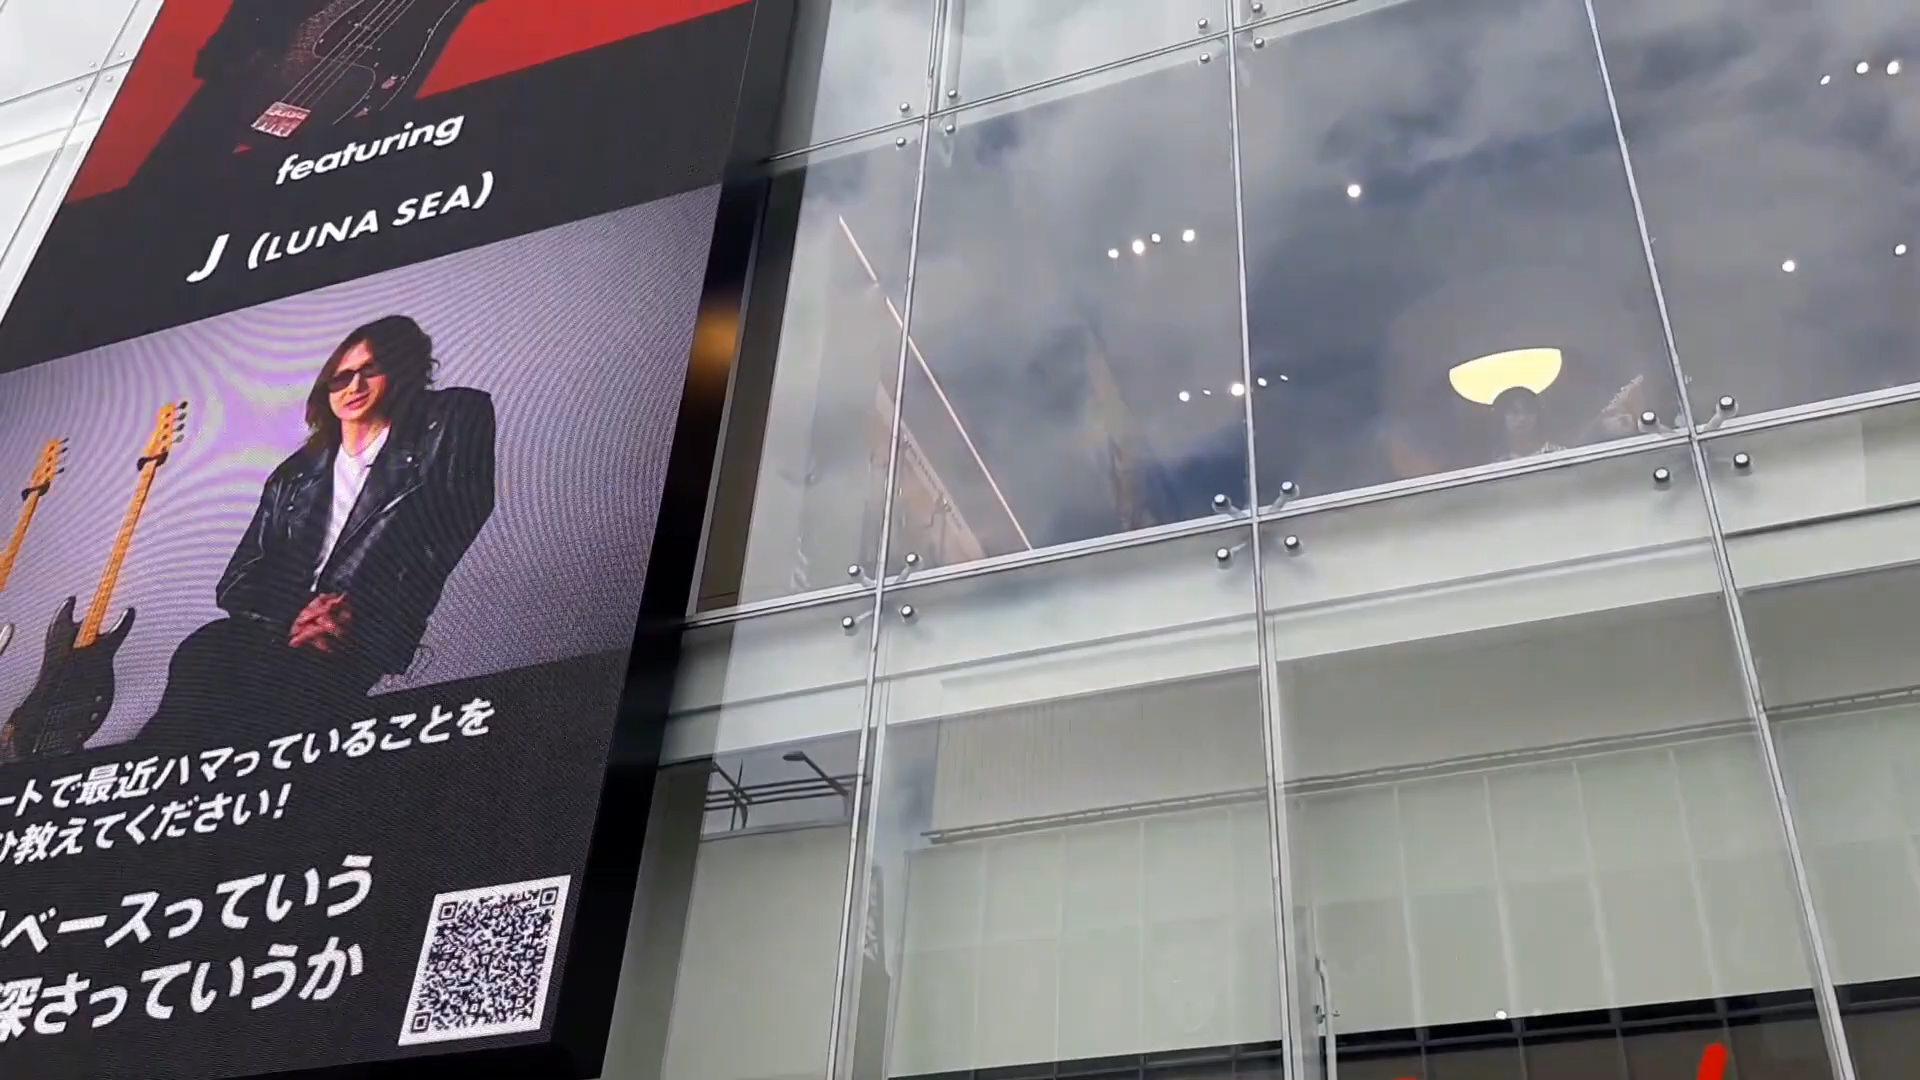 featuring
J (LUNA SEA)
ートで最近ハマっていることを
ひ教えてください!
ベースっていう
深さっていうか